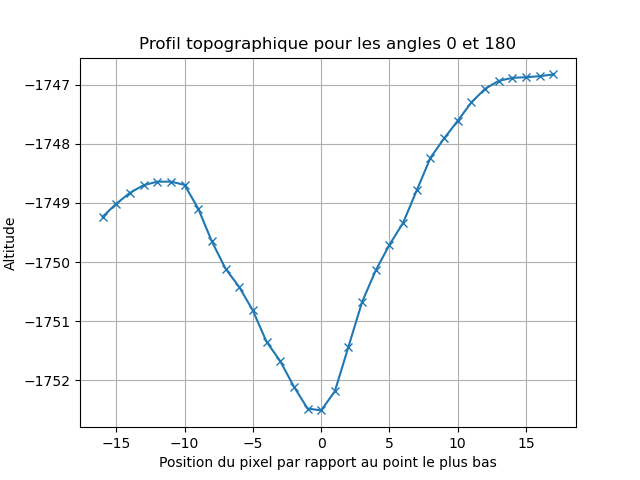 Profil topographique pour les angles 0 et 180
−1747
−1748
−1749
−1750
−1751
−1752
Altitude
−15 −10 −5 0 5 10 15
Position du pixel par rapport au point le plus bas